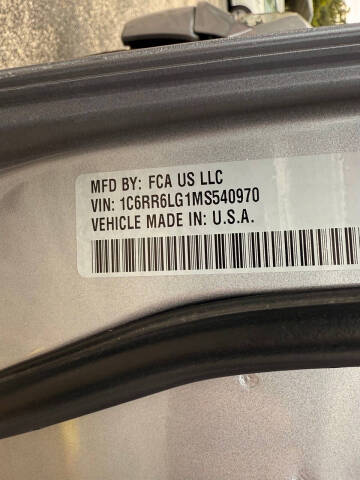 MFD BY: FCA US LLC
VIN: 1C6RR6LG1MS540970
VEHICLE MADE IN: U.S.A.